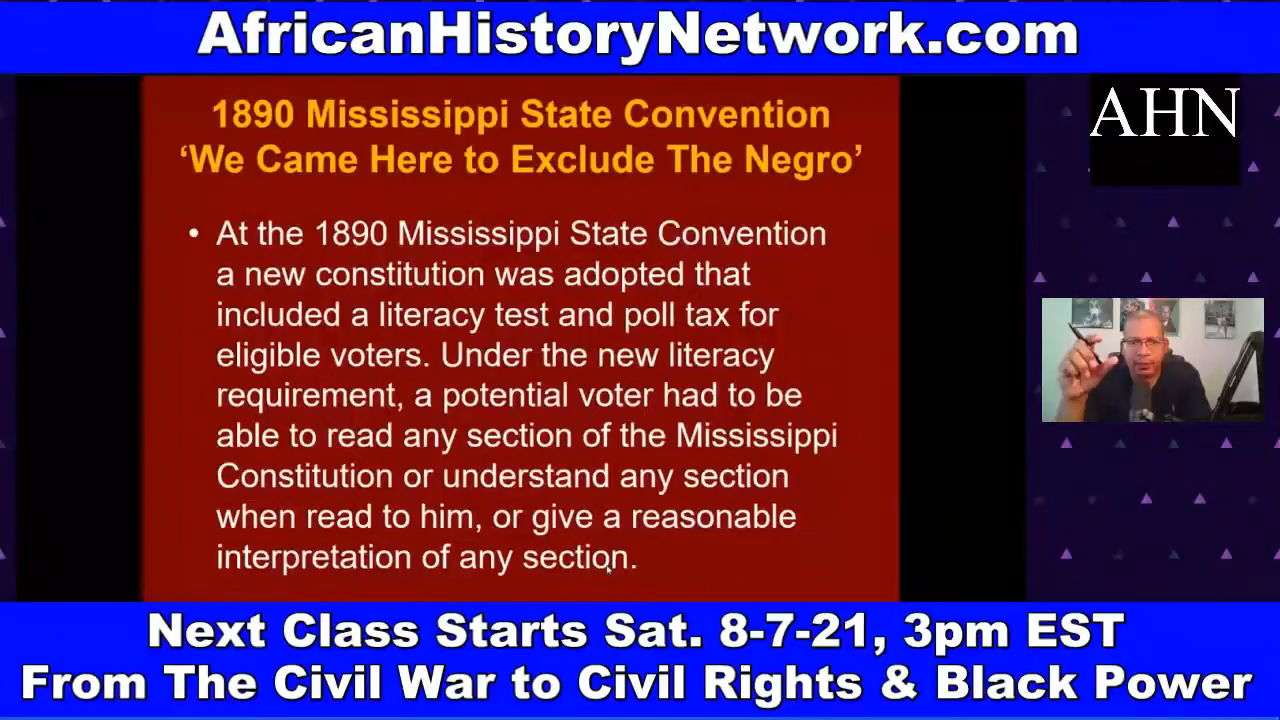 AfricanHistoryNetwork.com
AHN
1890 Mississippi State Convention
‘We Came Here to Exclude The Negro’
• At the 1890 Mississippi State Convention
a new constitution was adopted that
included a literacy test and poll tax for
eligible voters. Under the new literacy
requirement, a potential voter had to be
able to read any section of the Mississippi
Constitution or understand any section
when read to him, or give a reasonable
interpretation of any section.
Next Class Starts Sat. 8-7-21, 3pm EST
From The Civil War to Civil Rights & Black Power